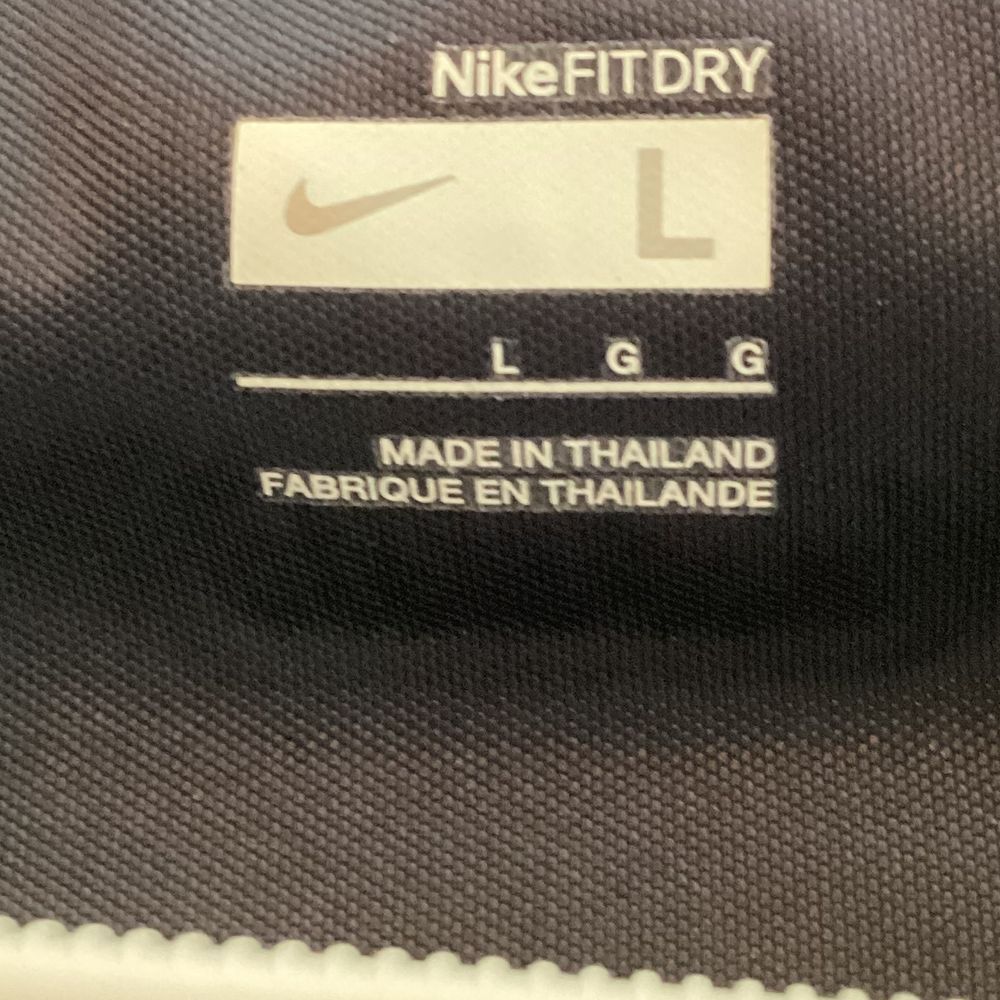 NikeFITDRY
L
L G G
MADE IN THAILAND
FABRIQUE EN THAILANDE